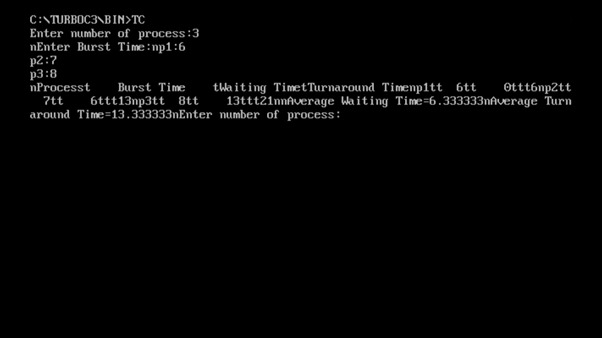 C:\TURBOC3\BIN>TC
Enter number of process:3
nEnter Burst Time:np1:6
p2:7
p3:8
nProcesst    Burst Time    tWaiting TimetTurnaround Timenp1tt  6tt    0ttt6np2tt
  7tt    6ttt13np3tt  8tt    13ttt21nnAverage Waiting Time=6.333333nAverage Turn
around Time=13.333333nEnter number of process: